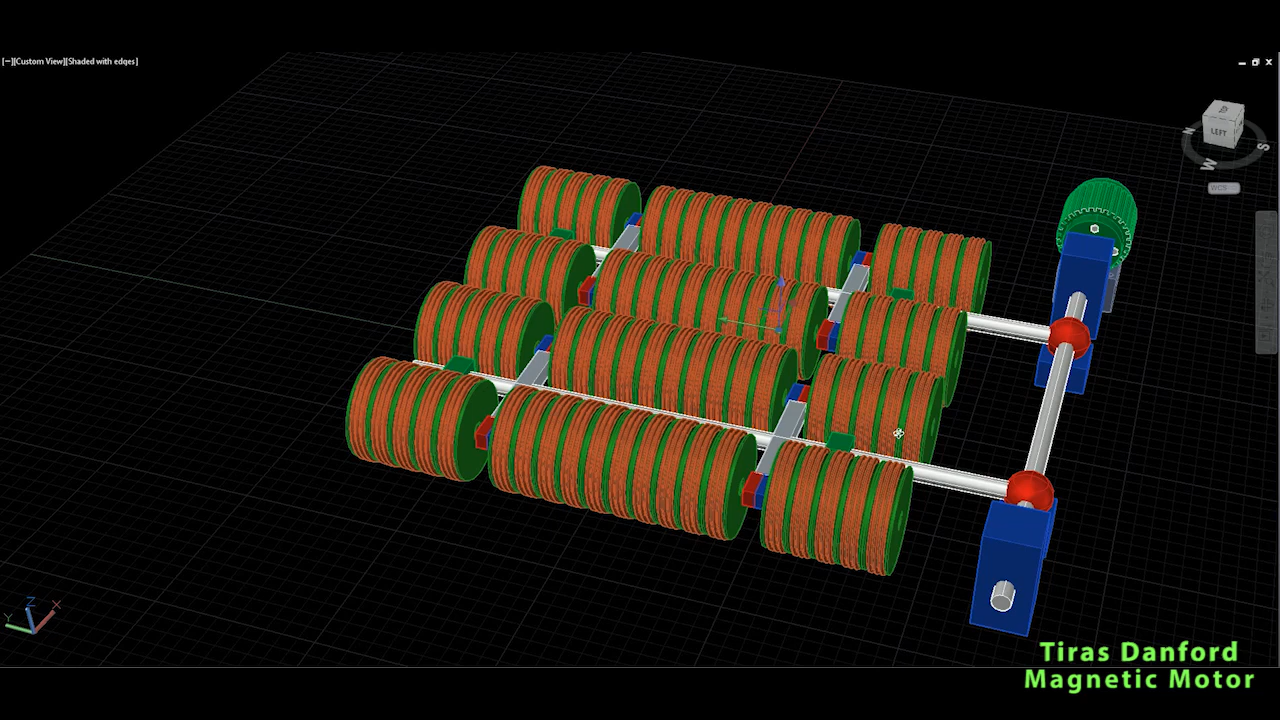 [−][Custom View][Shaded with edges]
LEFT
N
S
W
WCS
Z
X
Y
Tiras Danford
Magnetic Motor